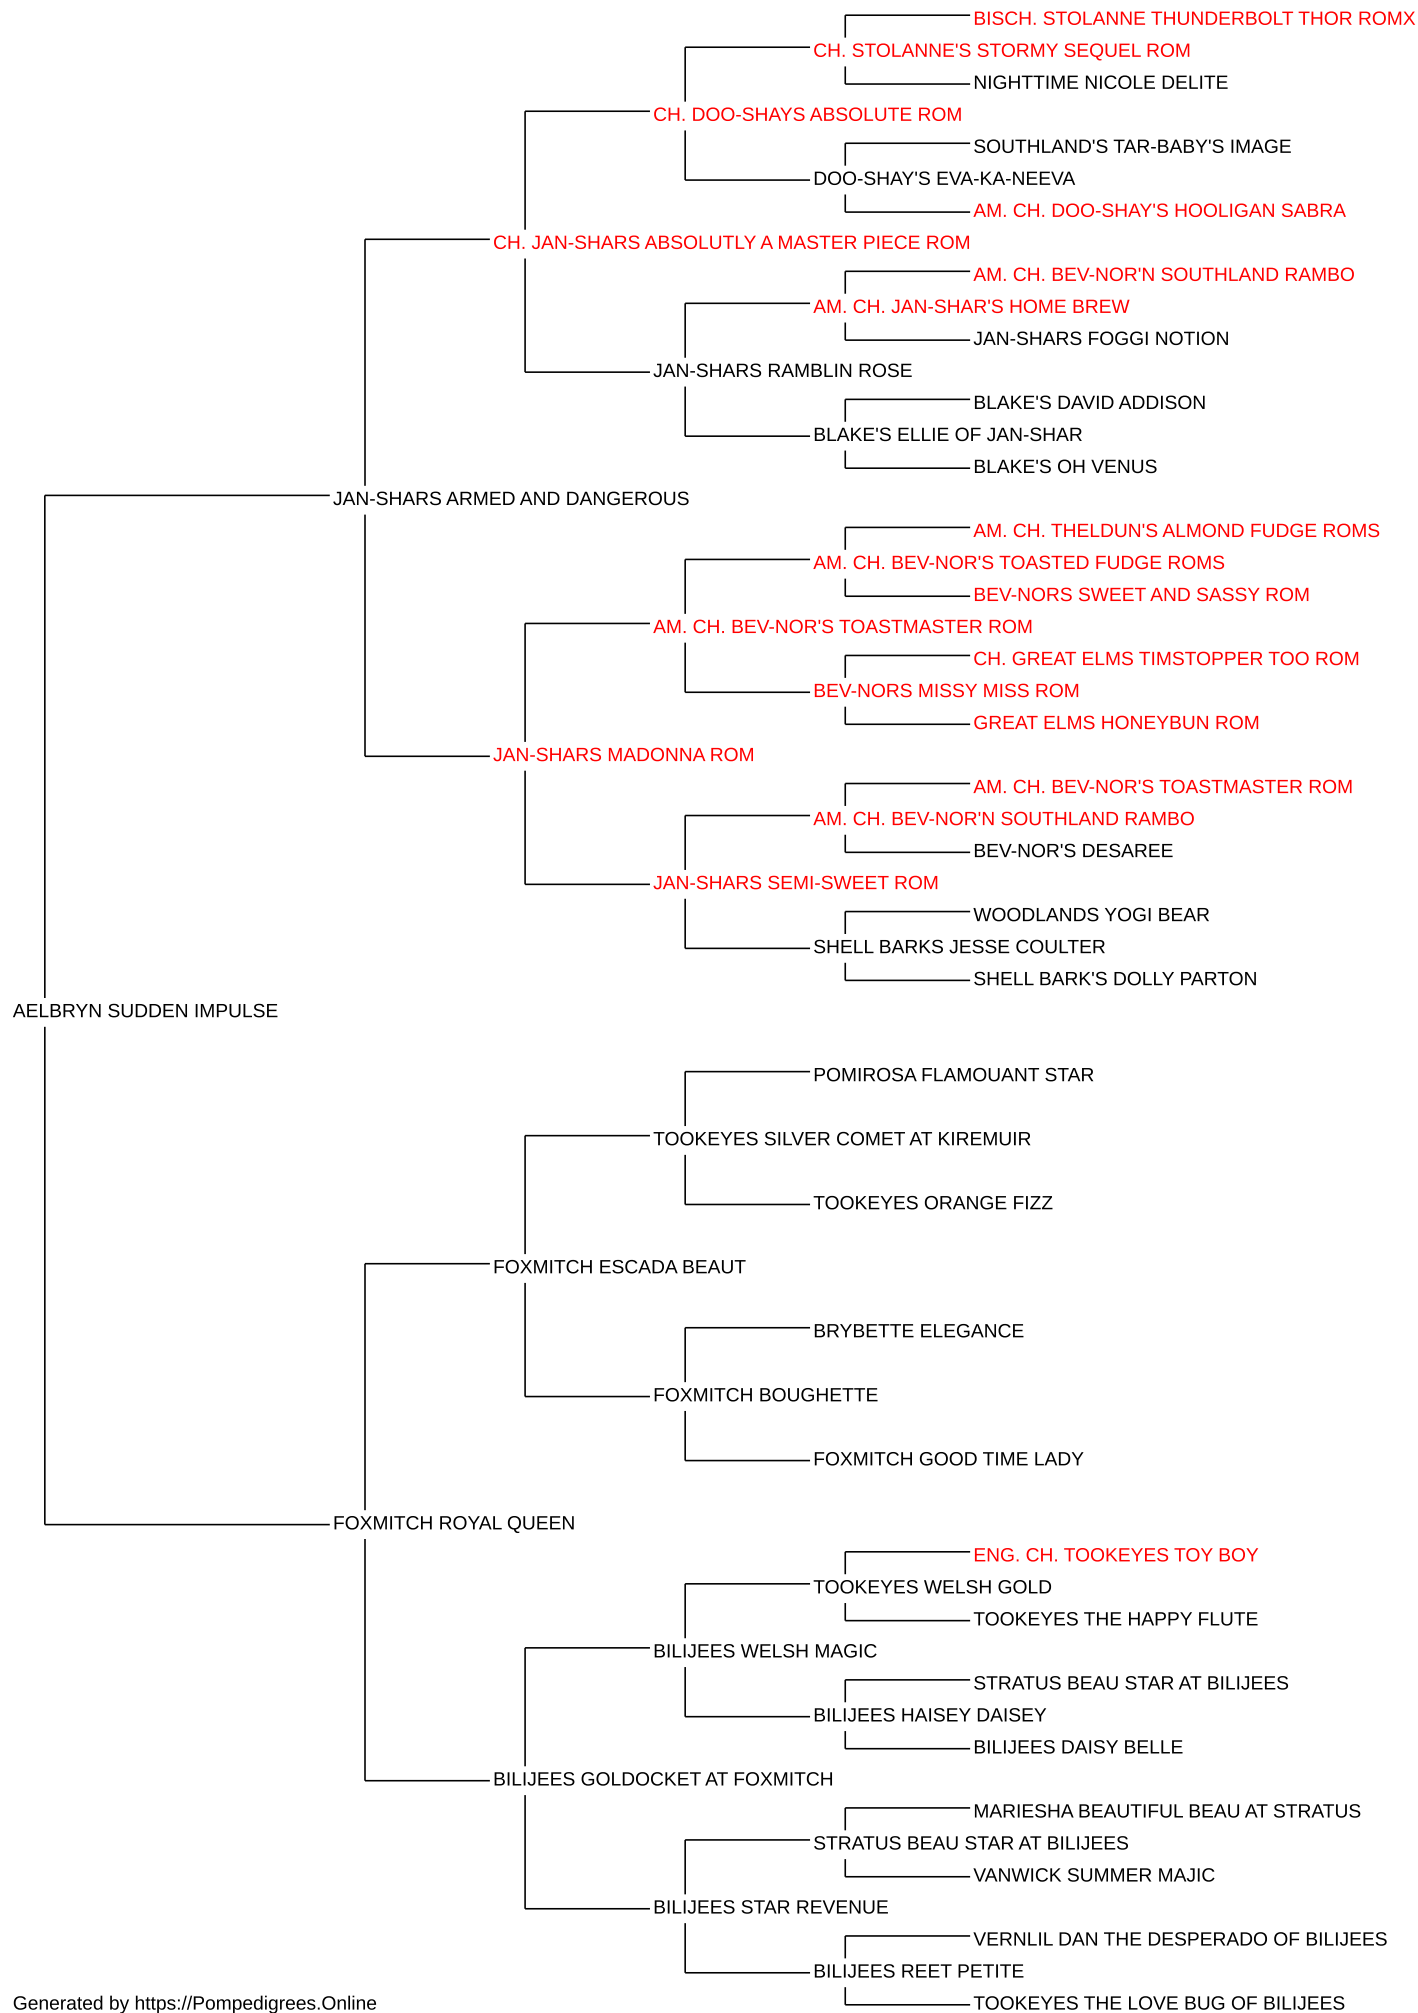 BISCH. STOLANNE THUNDERBOLT THOR ROMX
CH. STOLANNE'S STORMY SEQUEL ROM
NIGHTTIME NICOLE DELITE
CH. DOO-SHAYS ABSOLUTE ROM
SOUTHLAND'S TAR-BABY'S IMAGE
DOO-SHAY'S EVA-KA-NEEVA
AM. CH. DOO-SHAY'S HOOLIGAN SABRA
CH. JAN-SHARS ABSOLUTLY A MASTER PIECE ROM
AM. CH. BEV-NOR'N SOUTHLAND RAMBO
AM. CH. JAN-SHAR'S HOME BREW
JAN-SHARS FOGGI NOTION
JAN-SHARS RAMBLIN ROSE
BLAKE'S DAVID ADDISON
BLAKE'S ELLIE OF JAN-SHAR
BLAKE'S OH VENUS
JAN-SHARS ARMED AND DANGEROUS
AM. CH. THELDUN'S ALMOND FUDGE ROMS
AM. CH. BEV-NOR'S TOASTED FUDGE ROMS
BEV-NORS SWEET AND SASSY ROM
AM. CH. BEV-NOR'S TOASTMASTER ROM
CH. GREAT ELMS TIMSTOPPER TOO ROM
BEV-NORS MISSY MISS ROM
GREAT ELMS HONEYBUN ROM
JAN-SHARS MADONNA ROM
AM. CH. BEV-NOR'S TOASTMASTER ROM
AM. CH. BEV-NOR'N SOUTHLAND RAMBO
BEV-NOR'S DESAREE
JAN-SHARS SEMI-SWEET ROM
WOODLANDS YOGI BEAR
SHELL BARKS JESSE COULTER
SHELL BARK'S DOLLY PARTON
AELBRYN SUDDEN IMPULSE
POMIROSA FLAMOUANT STAR
TOOKEYES SILVER COMET AT KIREMUIR
TOOKEYES ORANGE FIZZ
FOXMITCH ESCADA BEAUT
BRYBETTE ELEGANCE
FOXMITCH BOUGHETTE
FOXMITCH GOOD TIME LADY
FOXMITCH ROYAL QUEEN
ENG. CH. TOOKEYES TOY BOY
TOOKEYES WELSH GOLD
TOOKEYES THE HAPPY FLUTE
BILIJEES WELSH MAGIC
STRATUS BEAU STAR AT BILIJEES
BILIJEES HAISEY DAISEY
BILIJEES DAISY BELLE
BILIJEES GOLDOCKET AT FOXMITCH
MARIESHA BEAUTIFUL BEAU AT STRATUS
STRATUS BEAU STAR AT BILIJEES
VANWICK SUMMER MAJIC
BILIJEES STAR REVENUE
VERNLIL DAN THE DESPERADO OF BILIJEES
BILIJEES REET PETITE
TOOKEYES THE LOVE BUG OF BILIJEES
Generated by https://Pompedigrees.Online